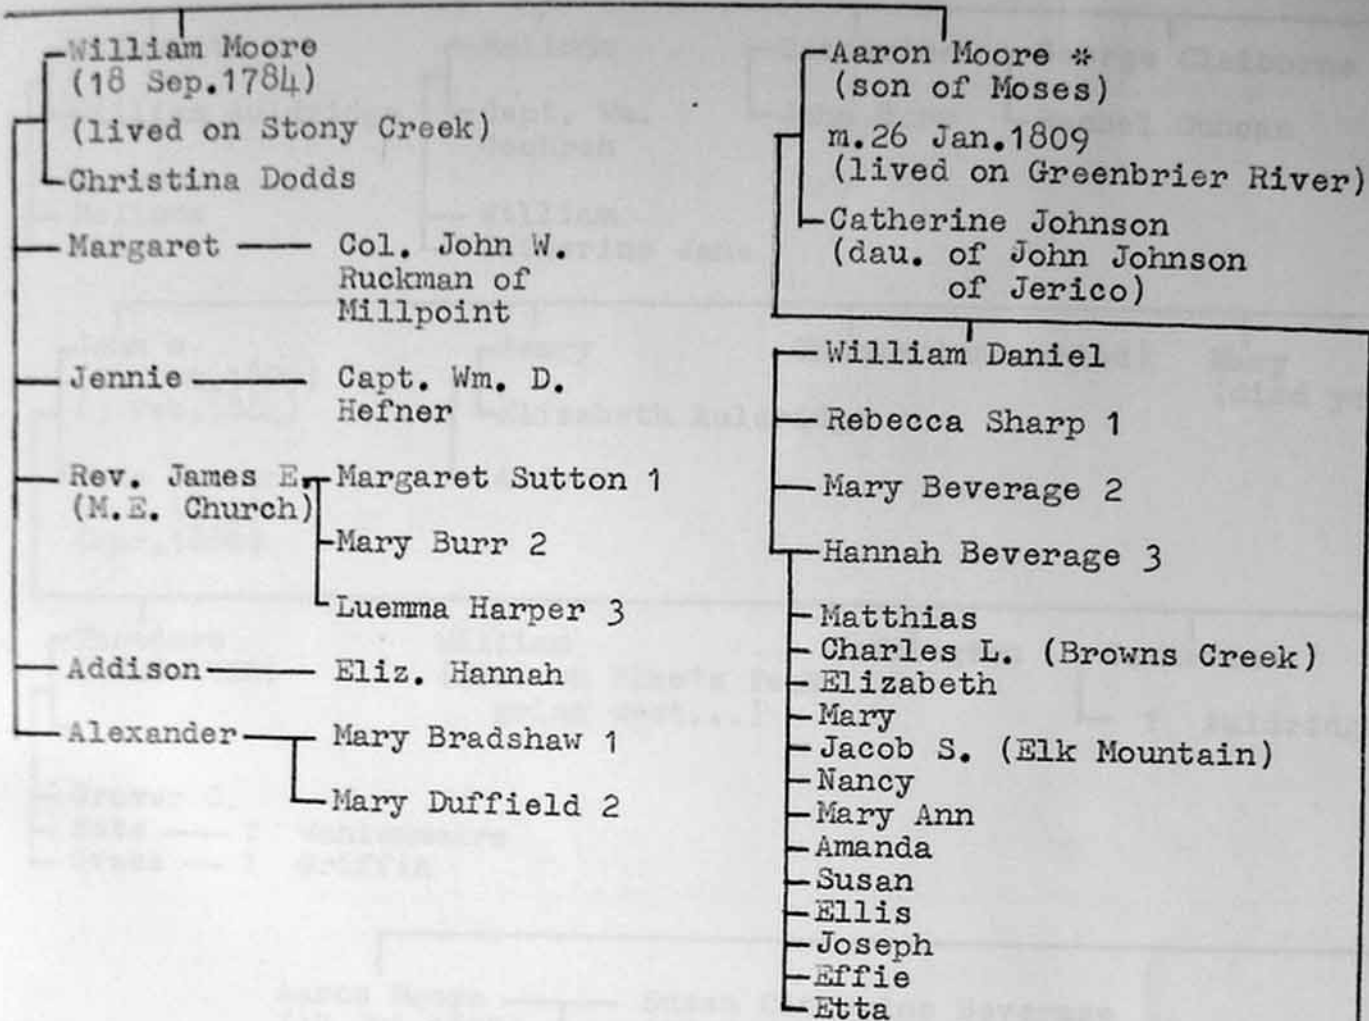 William Moore
(18 Sep.1784)
(lived on Stony Creek)
Christina Dodds
Margaret Col. John W.
Ruckman of
Millpoint
Jennie Capt. Wm. D.
Hefner
Rev. James E. Margaret Sutton 1
(M.E. Church)
Mary Burr 2
Luemma Harper 3
Addison Eliz. Hannah
Alexander Mary Bradshaw 1
Mary Duffield 2
Aaron Moore *
(son of Moses)
m.26 Jan.1809
(lived on Greenbrier River)
Catherine Johnson
(dau. of John Johnson
of Jerico)
William Daniel
Rebecca Sharp 1
Mary Beverage 2
Hannah Beverage 3
Matthias
Charles L. (Browns Creek)
Elizabeth
Mary
Jacob S. (Elk Mountain)
Nancy
Mary Ann
Amanda
Susan
Ellis
Joseph
Effie
Etta